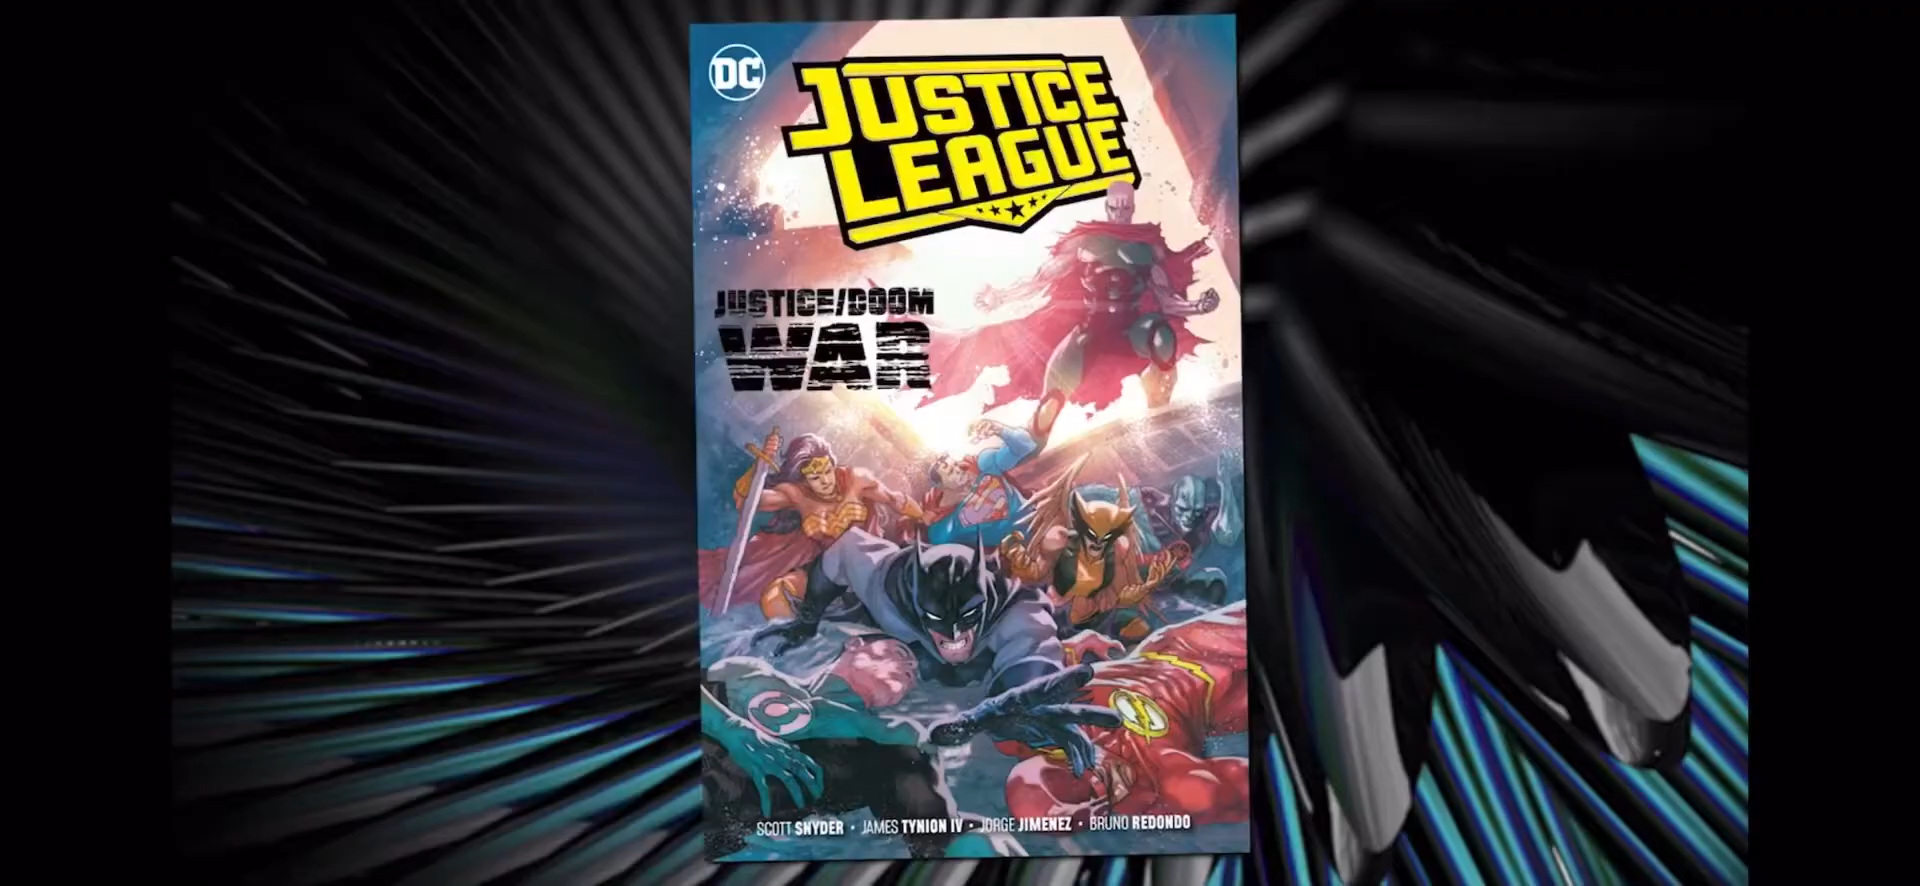 DC
JUSTICE
LEAGUE
JUSTICE/DOOM
WAR
SCOTT SNYDER • JAMES TYNION IV • JORGE JIMENEZ • BRUNO REDONDO